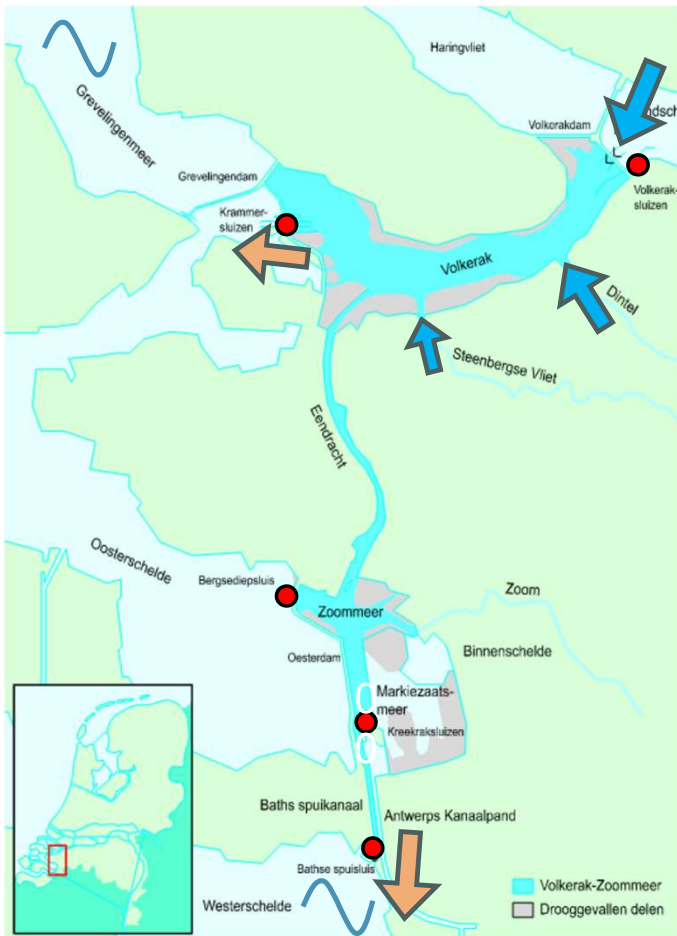 Haringvliet
Grevelingenmeer
Volkerakdam
Grevelingendam
Volkerak-
sluizen
Krammer-
sluizen
Volkerak
Dintel
Steenbergse Vliet
Eendracht
Oosterschelde
Bergsediepsluis
Zoommeer
Zoom
Binnenschelde
Oesterdam
Markiezaats-
meer
Kreekraksluizen
Baths spuikanaal
Antwerps Kanaalpand
Bathse spuisluis
Westerschelde
Volkerak-Zoommeer
Drooggevallen delen